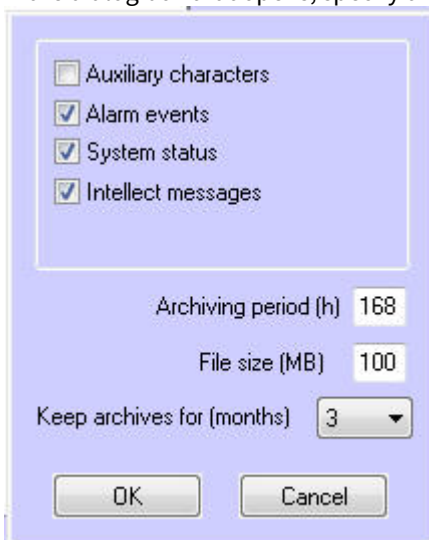 Auxiliary characters
Alarm events
System status
Intellect messages
Archiving period (h) 168
File size (MB) 100
Keep archives for (months) 3
OK Cancel